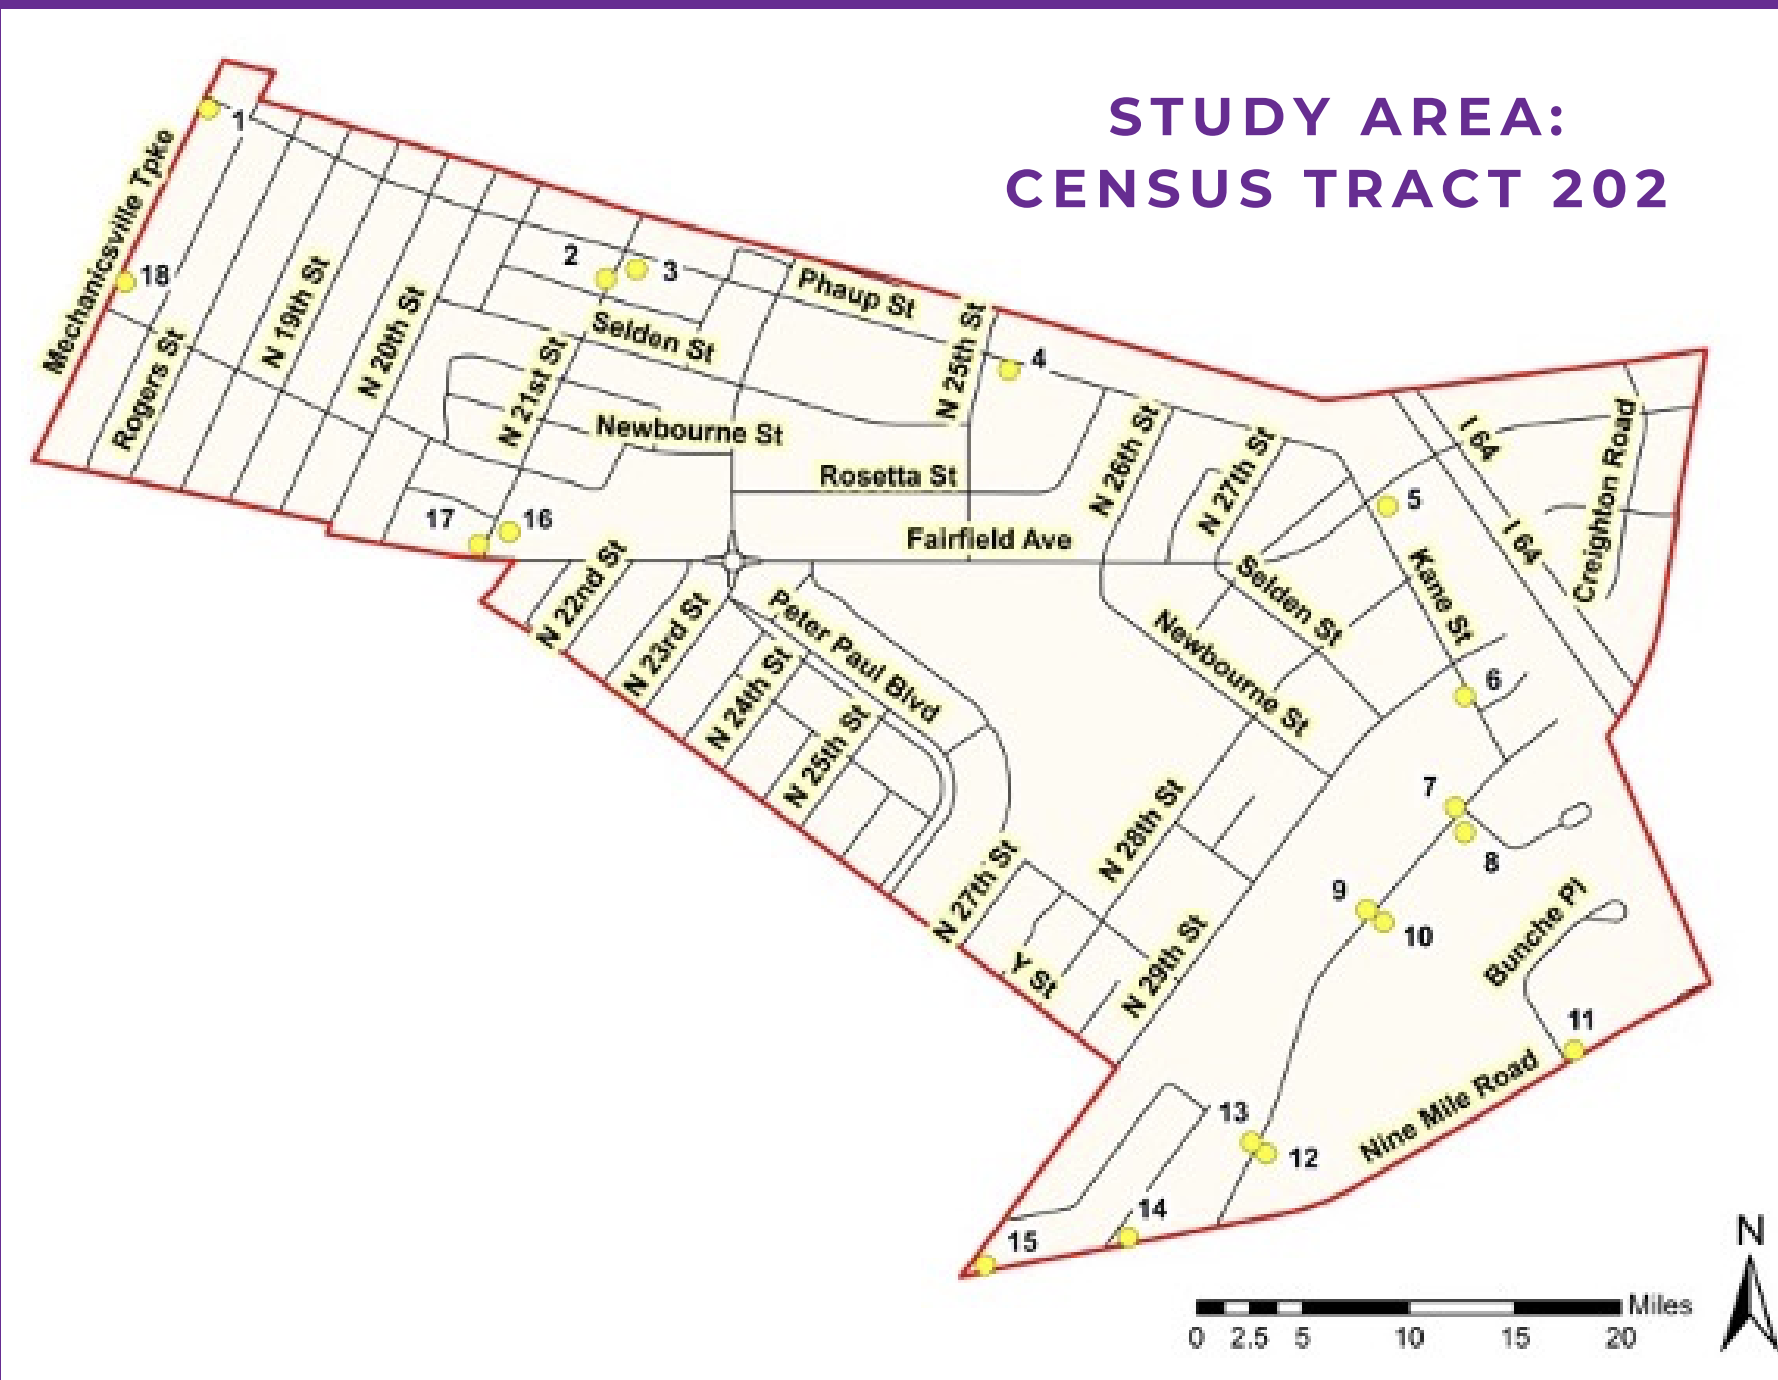 STUDY AREA:
CENSUS TRACT 202
1
Mechanicsville Tpke
18
Rogers St
N 19th St
N 20th St
2
3
Selden St
N 21st St
Newbourne St
Phaup St
N 25th St
4
Rosetta St
Fairfield Ave
N 26th St
N 27th St
5
I 64
I 64
Creighton Road
17
16
N 22nd St
N 23rd St
N 24th St
N 25th St
Peter Paul Blvd
Selden St
Newbourne St
Kane St
6
7
8
9
10
N 28th St
N 27th St
Y St
N 29th St
Bunche Pl
11
Nine Mile Road
13
12
14
15
N
Miles
0 2.5 5 10 15 20